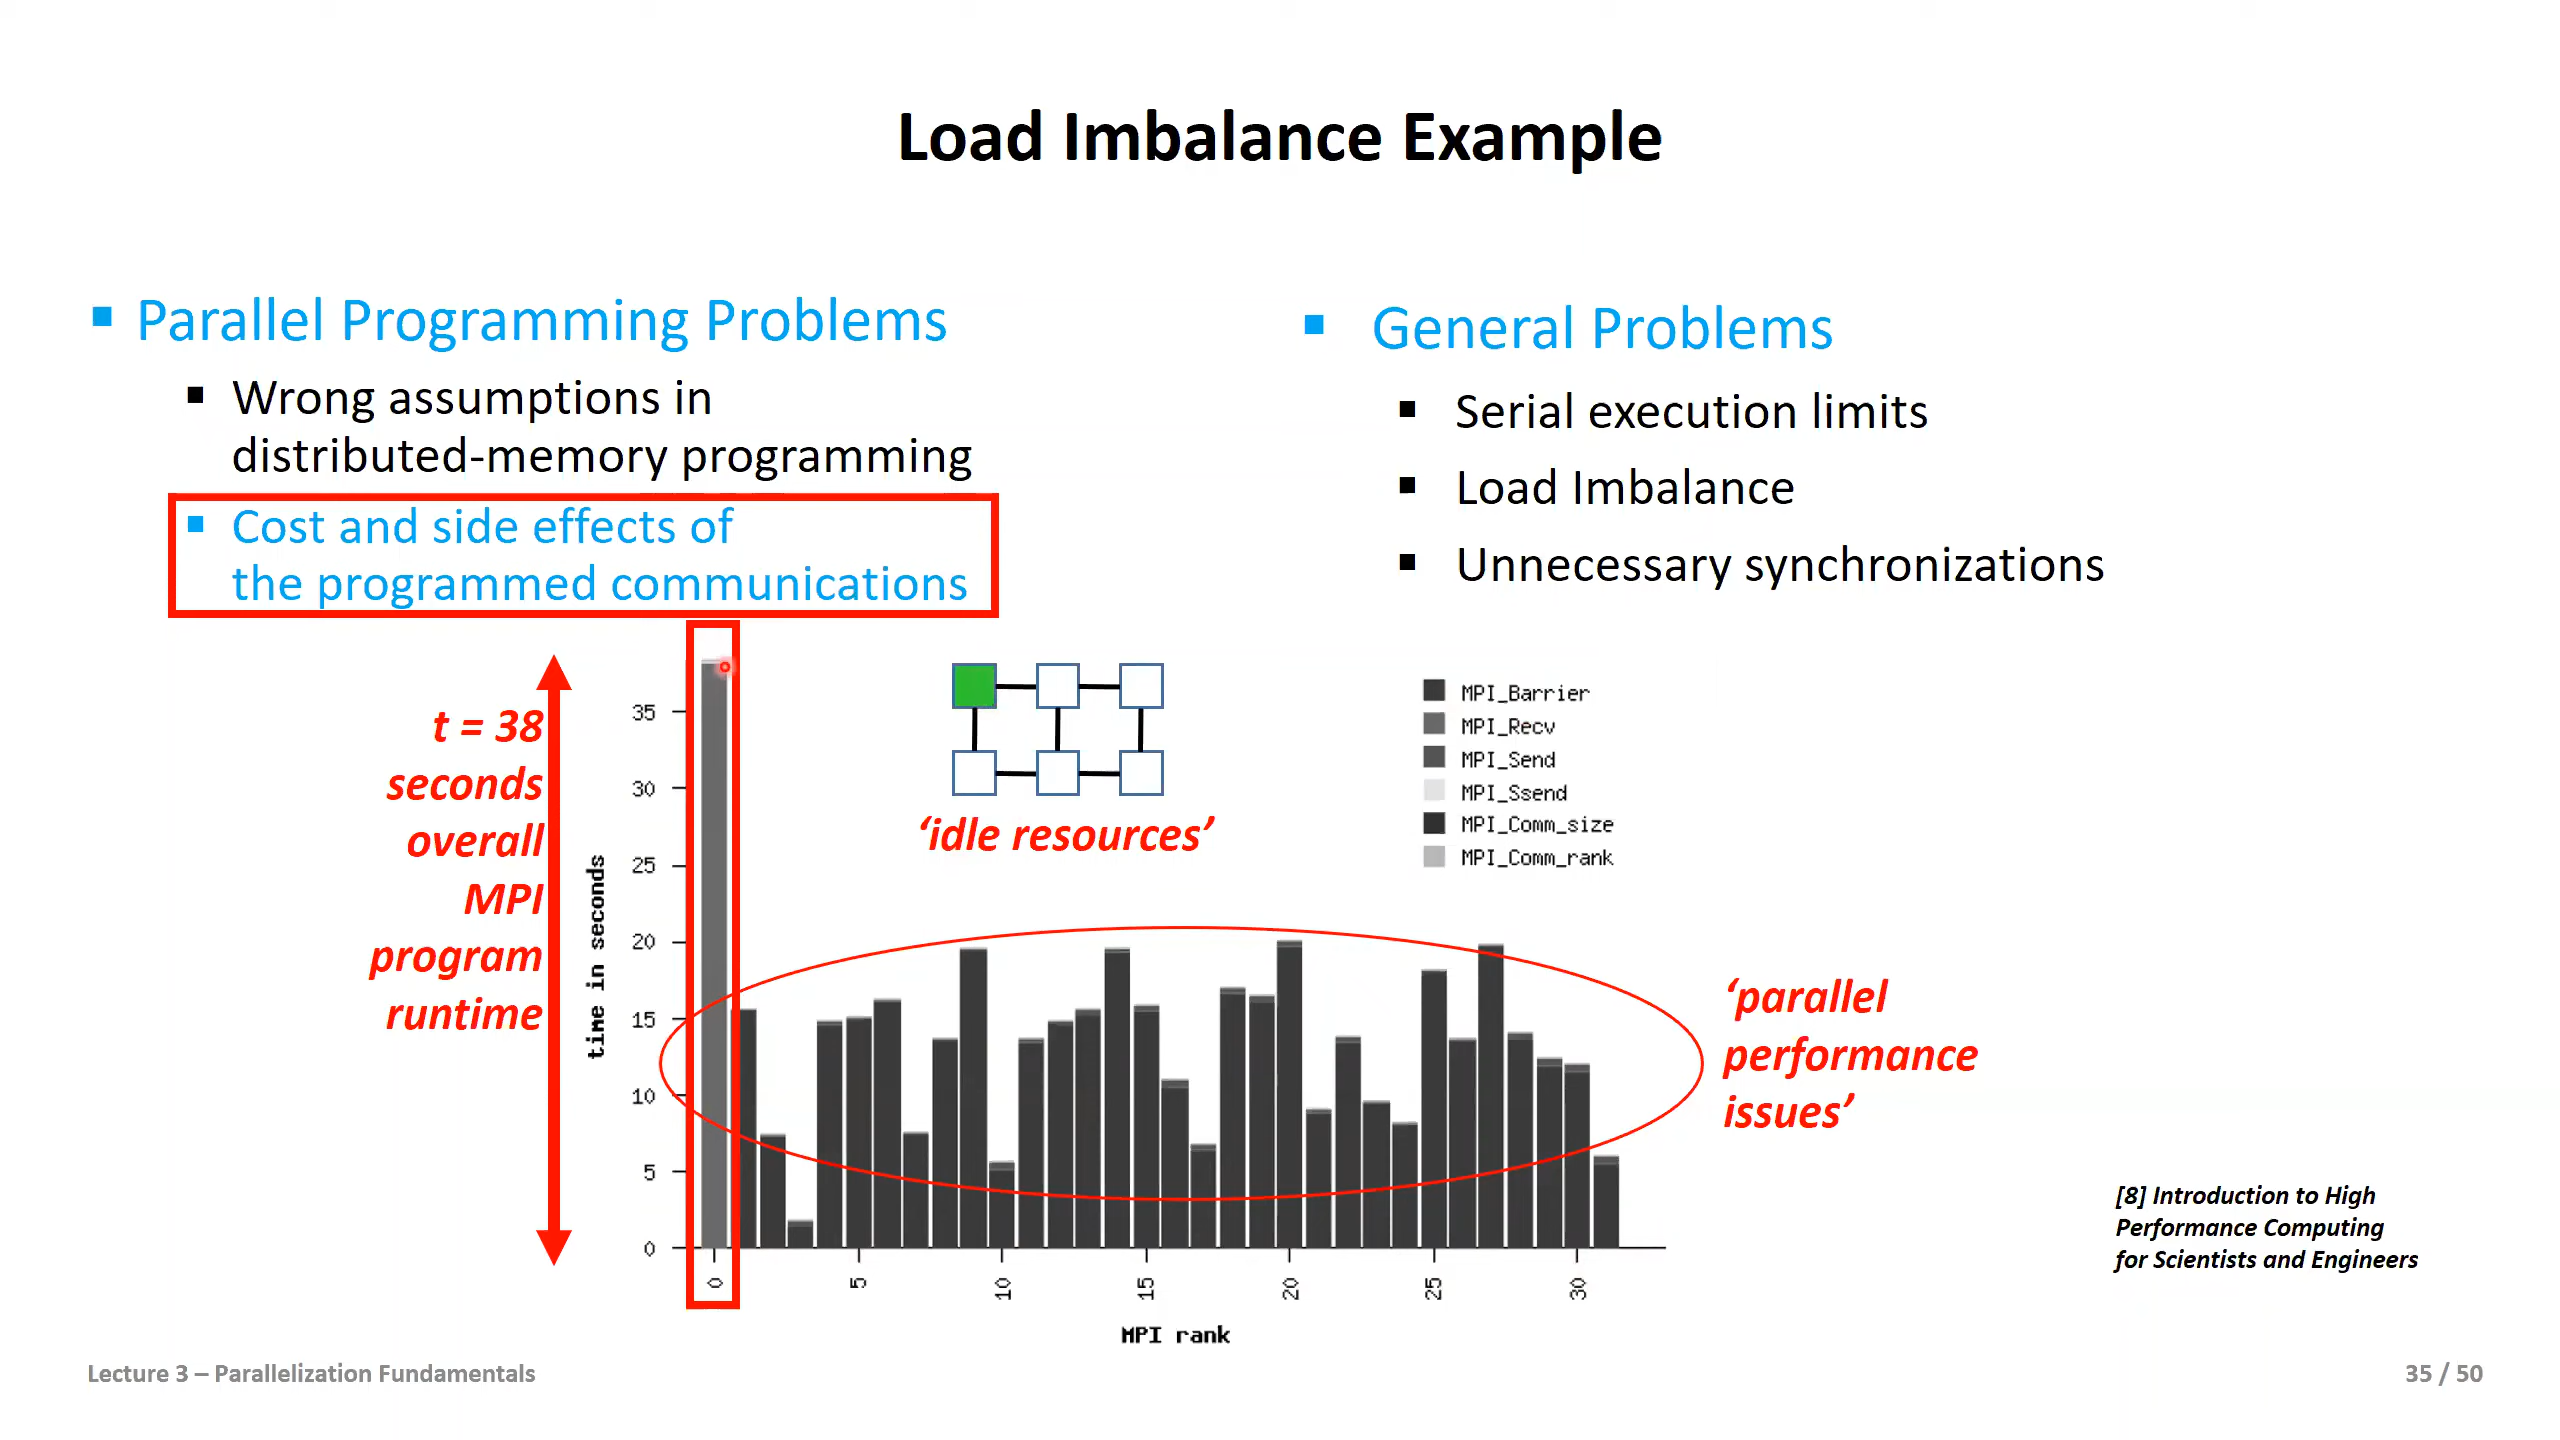 Load Imbalance Example
Parallel Programming Problems
Wrong assumptions in
distributed-memory programming
Cost and side effects of
the programmed communications
General Problems
Serial execution limits
Load Imbalance
Unnecessary synchronizations
t = 38
seconds
overall
MPI
program
runtime
time in seconds
35
30
25
20
15
10
5
0
‘idle resources’
MPI_Barrier
MPI_Recv
MPI_Send
MPI_Ssend
MPI_Comm_size
MPI_Comm_rank
‘parallel
performance
issues’
0 5 10 15 20 25 30
MPI rank
[8] Introduction to High
Performance Computing
for Scientists and Engineers
Lecture 3 – Parallelization Fundamentals
35 / 50